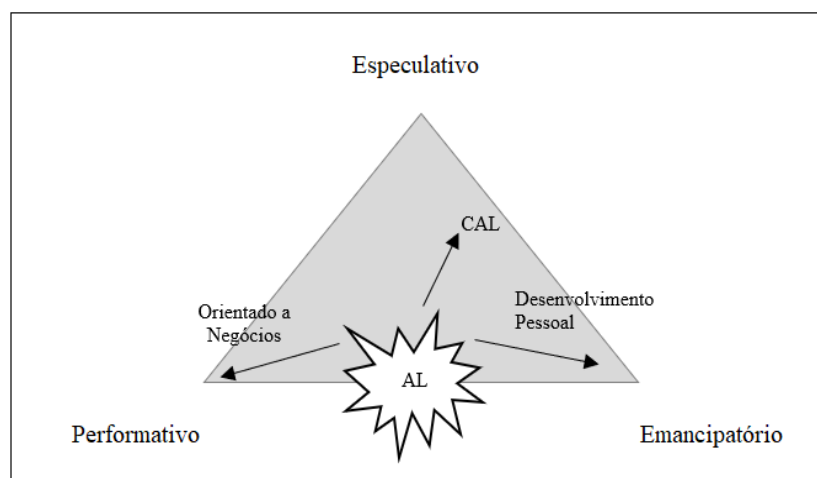 Especulativo
CAL
Orientado a
Negócios
Desenvolvimento
Pessoal
AL
Performativo
Emancipatório